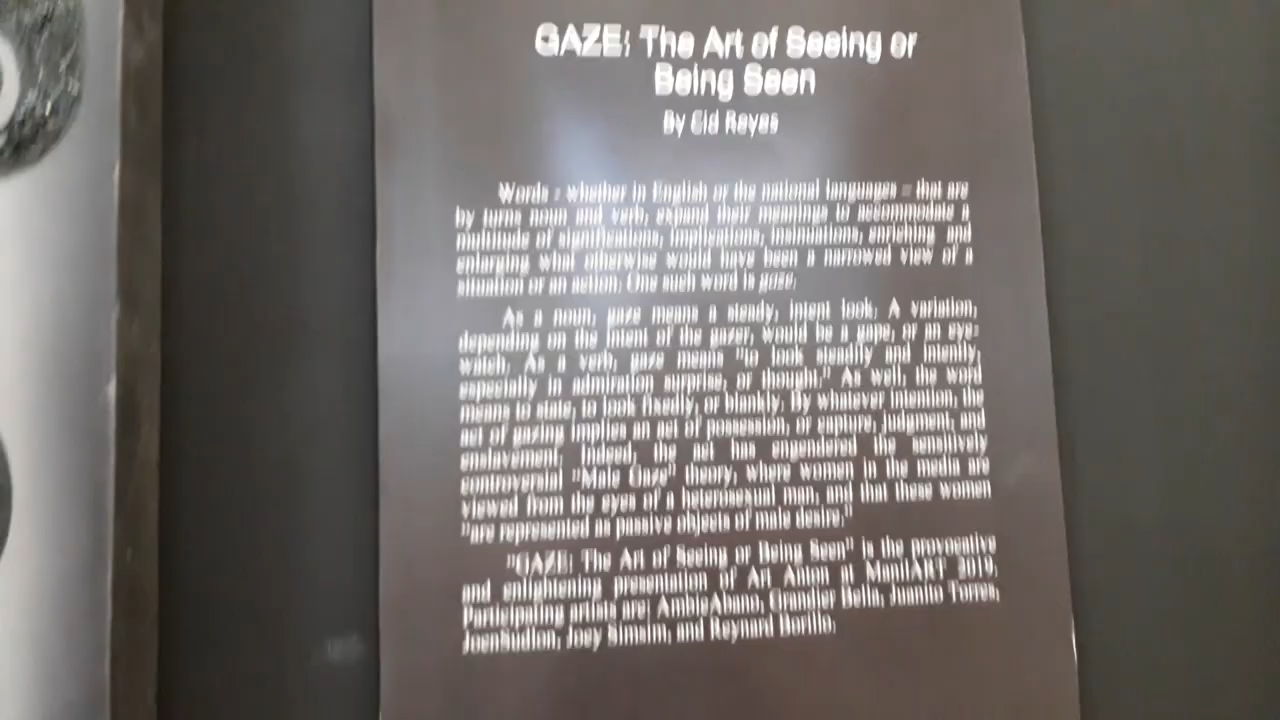 GAZE: The Art of Seeing or
Being Seen
By Cid Reyes
Words - whether in English or the national languages - that are
by turns noun and verb, expand their meanings to accommodate a
multitude of significations, implications, enriching and
enlarging what otherwise would have been a narrowed view of a
situation or an action. One such word is gaze.
As a noun, gaze means a steady, intent look. A variation,
depending on the intent of the gazer, would be a gape, or an eye-
watch. As a verb, gaze means "to look steadily and intently,
especially in admiration surprise, or thought." As well, the word
means to stare, to look fixedly, or blankly. By whatever intention, the
act of gazing implies an act of possession, or capture, judgment, and
enslavement. Indeed, the act has engendered the sensitively
controversial "Male Gaze" theory, where women in the media are
viewed from the eyes of a heterosexual man, and that these women
"are represented as passive objects of male desire."
"GAZE: The Art of Seeing or Being Seen" is the provocative
and enlightening presentation of Art Anton at ManilART 2019.
Participating artists are: Ambie Abaño, Juanito Torres,
Joey and Reynaud